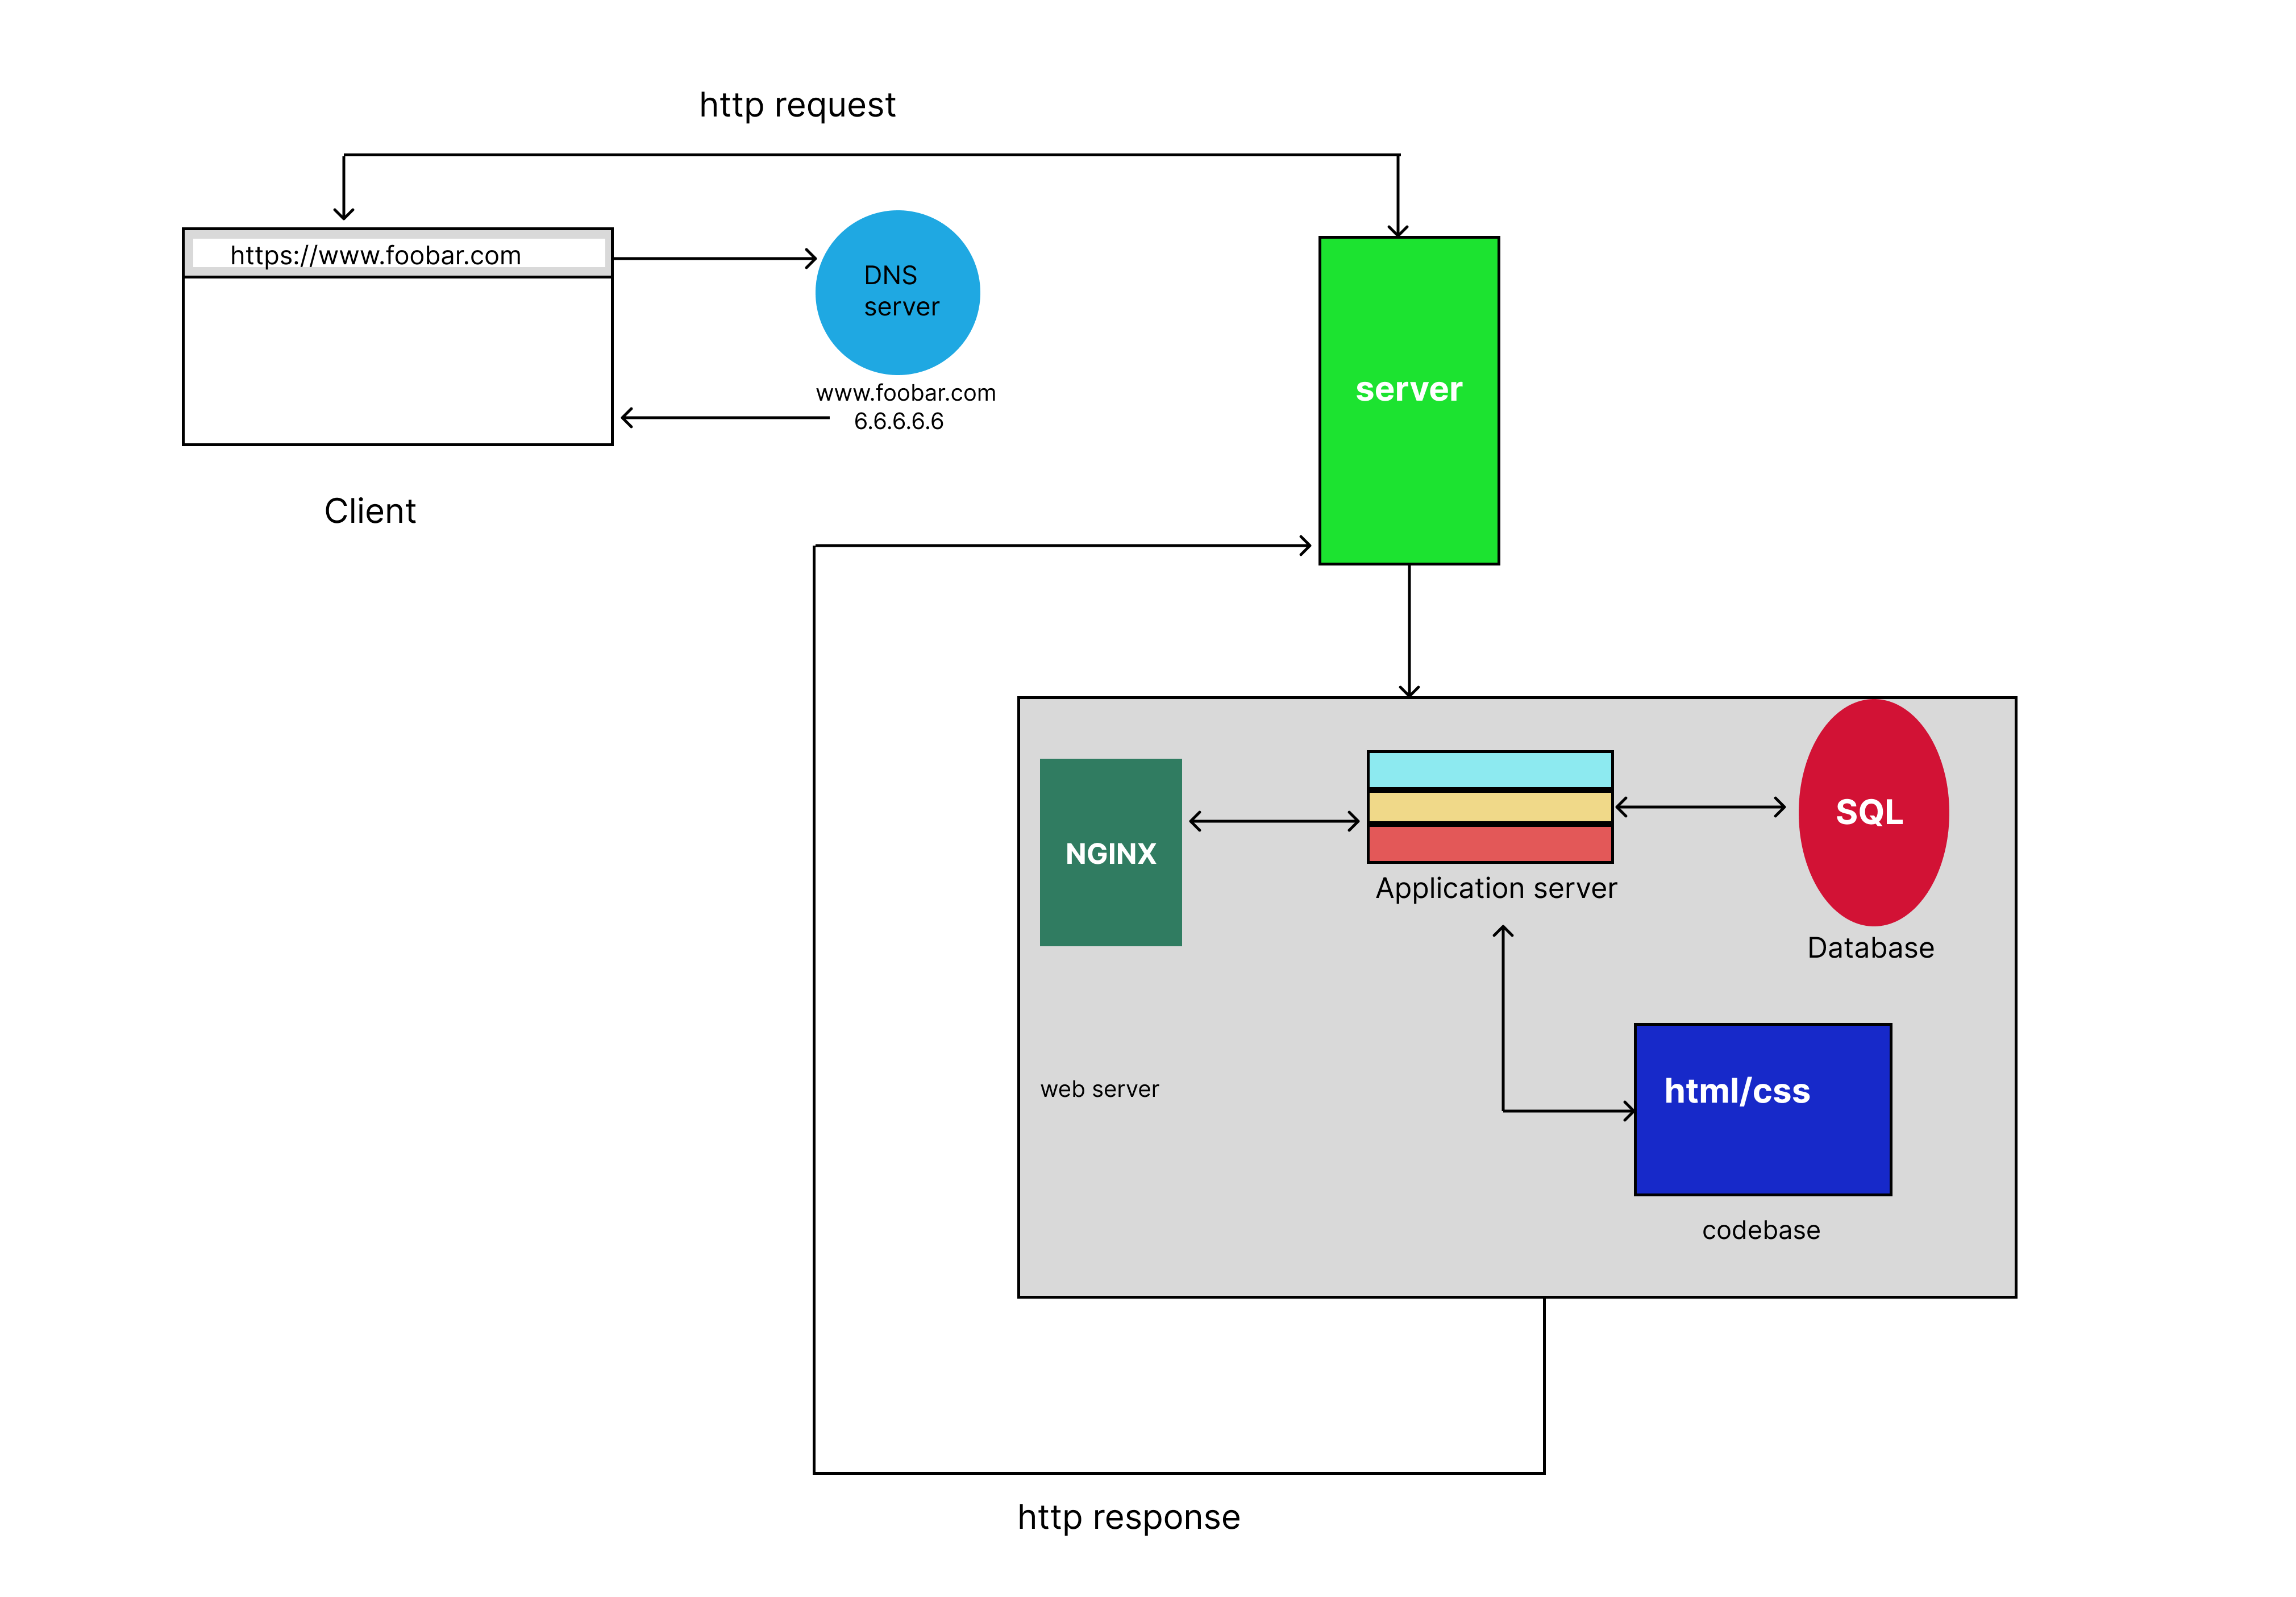 http request
https://www.foobar.com
DNS
server
www.foobar.com
6.6.6.6.6
server
Client
NGINX
SQL
Application server
Database
web server
html/css
codebase
http response